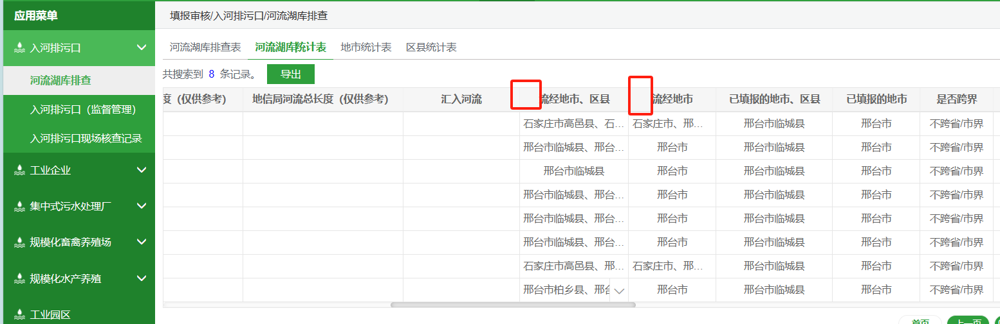 应用菜单
填报审核/入河排污口/河流湖库排查
入河排污口
河流湖库排查
入河排污口（监督管理）
入河排污口现场核查记录
工业企业
集中式污水处理厂
规模化畜禽养殖场
规模化水产养殖
工业园区
河流湖库排查表 河流湖库统计表 地市统计表 区县统计表
共搜索到 8 条记录。 导出
度（仅供参考） 地信局河流总长度（仅供参考） 汇入河流 流经地市、区县 流经地市 已填报的地市、区县 已填报的地市 是否跨界
石家庄市高邑县、石... 石家庄市、邢... 邢台市临城县 邢台市 不跨省/市界
邢台市临城县、邢台... 邢台市 邢台市临城县 邢台市 不跨省/市界
邢台市临城县 邢台市 邢台市临城县 邢台市 不跨省/市界
邢台市临城县、邢台... 邢台市 邢台市临城县 邢台市 不跨省/市界
邢台市临城县、邢台... 邢台市 邢台市临城县 邢台市 不跨省/市界
邢台市临城县、邢台... 邢台市 邢台市临城县 邢台市 不跨省/市界
石家庄市高邑县、邢... 石家庄市、邢... 邢台市临城县 邢台市 不跨省/市界
邢台市柏乡县、邢台 邢台市 邢台市临城县 邢台市 不跨省/市界
首页 上一页